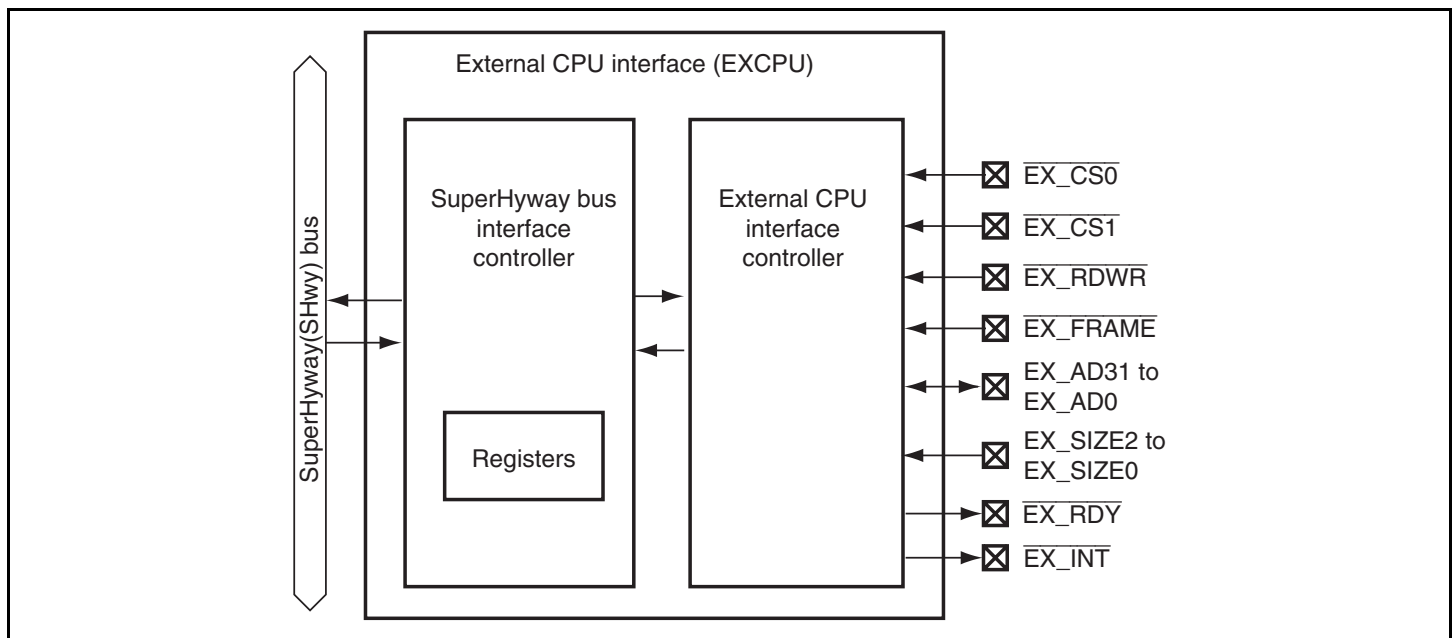 External CPU interface (EXCPU)
SuperHyway(SHwy) bus
SuperHyway bus
interface
controller
Registers
External CPU
interface
controller
EX_CS0
EX_CS1
EX_RDWR
EX_FRAME
EX_AD31 to
EX_AD0
EX_SIZE2 to
EX_SIZE0
EX_RDY
EX_INT